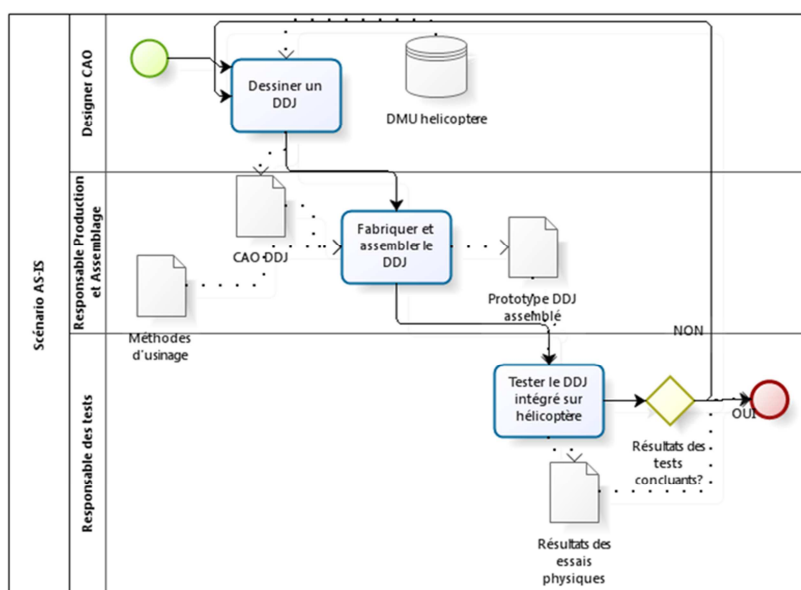 Scénario AS-IS
Designer CAO
Dessiner un
DDJ
DMU helicoptere
Responsable Production
et Assemblage
CAO DDJ
Fabriquer et
assembler le
DDJ
Prototype DDJ
assemblé
Méthodes
d'usinage
Responsable des tests
NON
Tester le DDJ
intégré sur
hélicoptère
OUI
Résultats des
tests
concluants?
Résultats des
essais
physiques